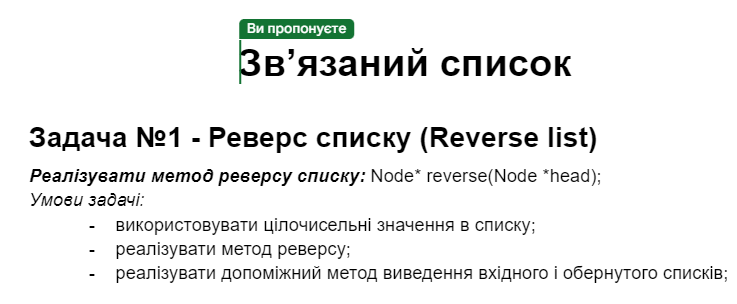 Ви пропонуєте
Зв’язаний список
Задача №1 - Реверс списку (Reverse list)
Реалізувати метод реверсу списку: Node* reverse(Node *head);
Умови задачі:
- використовувати цілочисельні значення в списку;
- реалізувати метод реверсу;
- реалізувати допоміжний метод виведення вхідного і обернутого списків;